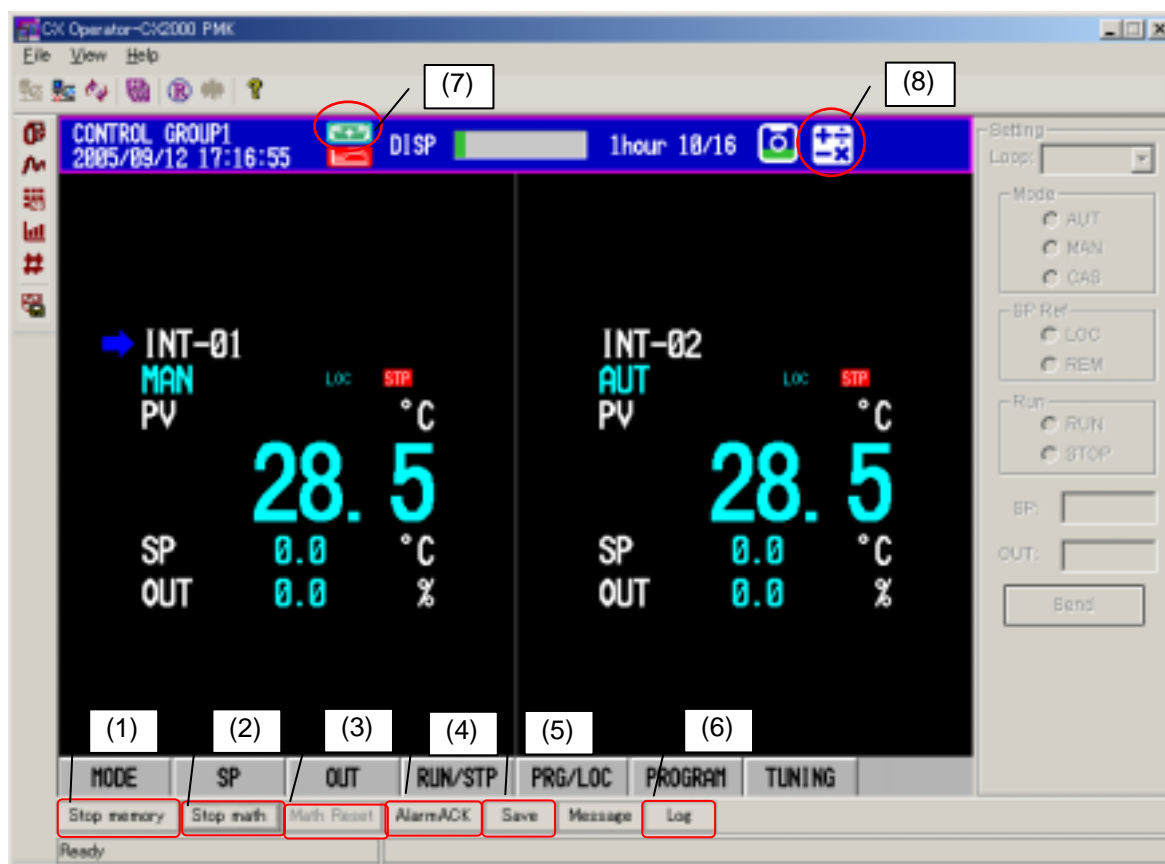 CX Operator-CX2000 PMK
File View Help
(7)
(8)
CONTROL GROUP1
2005/09/12 17:16:55
DISP
1hour 10/16
Setting
Loop:
Mode
AUT
MAN
CAS
SP Ref
LOC
REM
Run
RUN
STOP
SP:
OUT:
Send
INT-01
MAN LOC STP
PV °C
28.5
SP 0.0 °C
OUT 0.0 %
INT-02
AUT LOC STP
PV °C
28.5
SP 0.0 °C
OUT 0.0 %
(1) (2) (3) (4) (5) (6)
MODE SP OUT RUN/STP PRG/LOC PROGRAM TUNING
Stop memory Stop math Math Reset AlarmACK Save Message Log
Ready